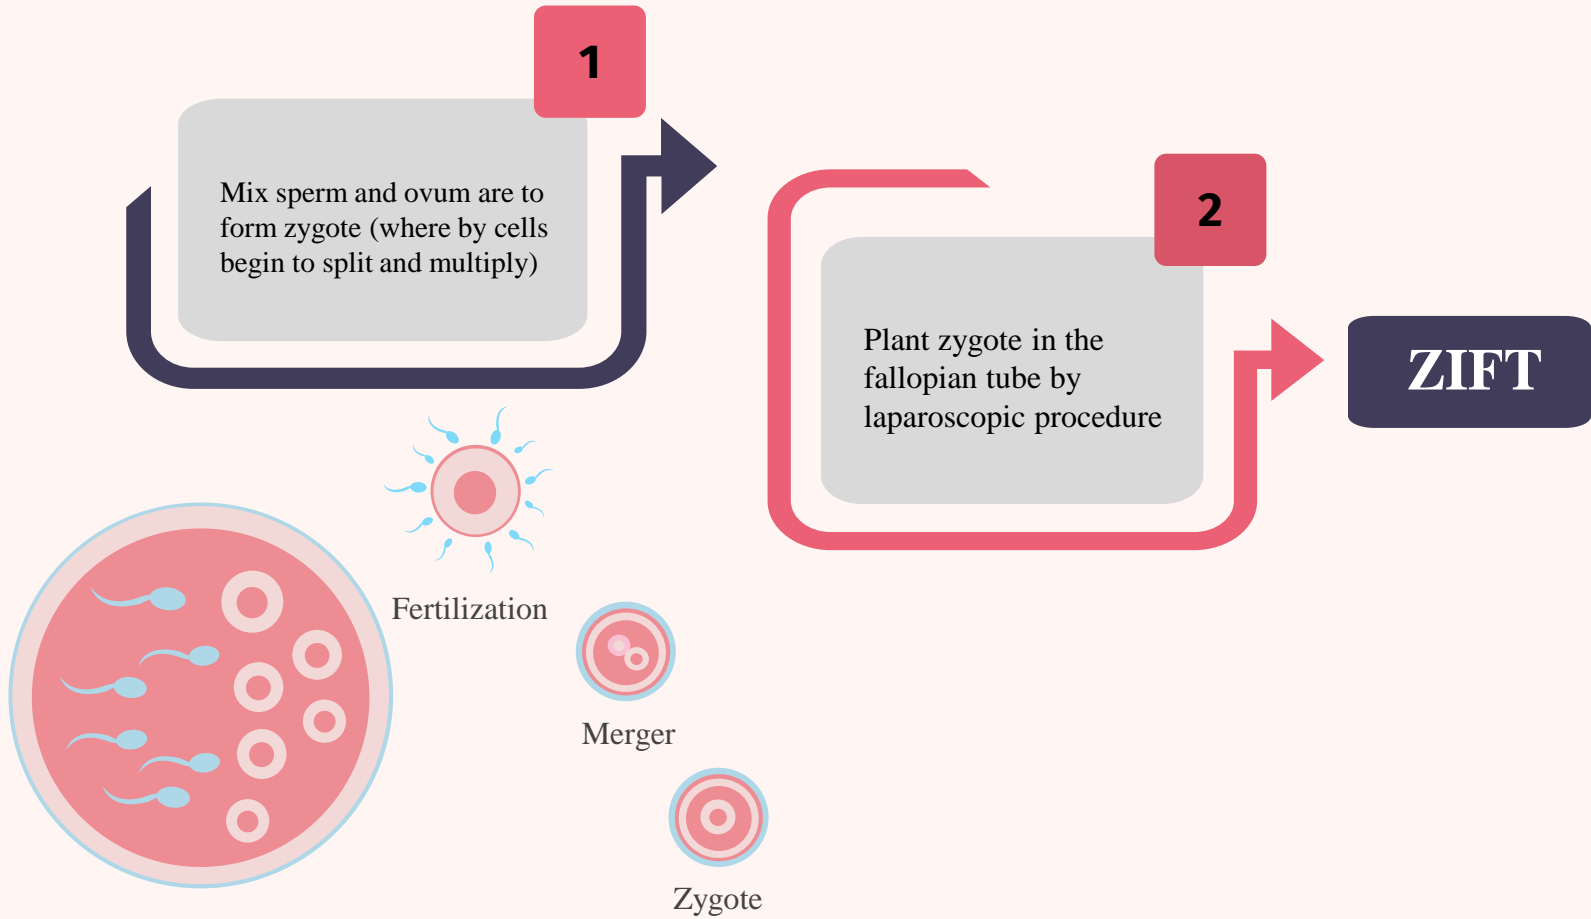 1
Mix sperm and ovum are to
form zygote (where by cells
begin to split and multiply)
2
Plant zygote in the
fallopian tube by
laparoscopic procedure
ZIFT
Fertilization
Merger
Zygote